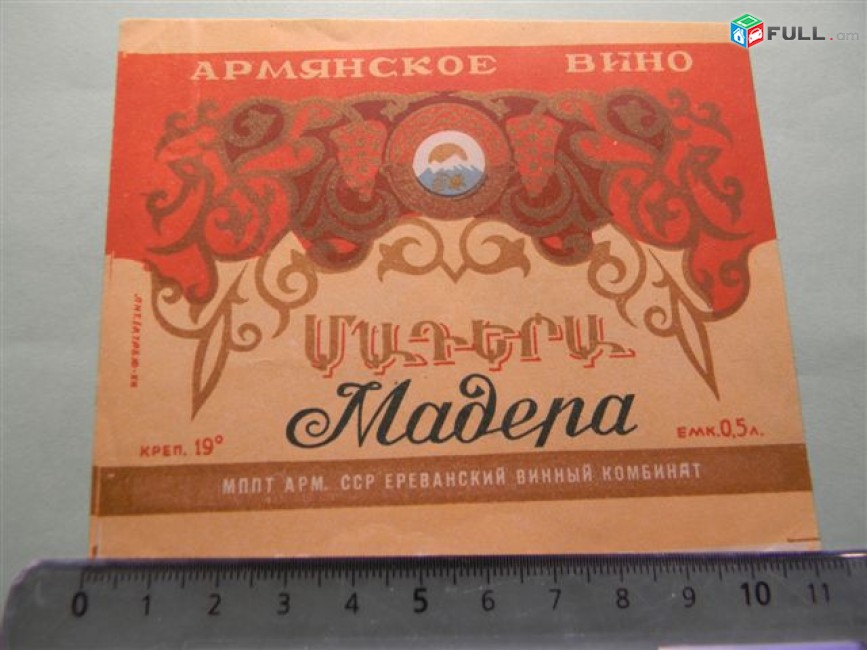 FULL.am
АРМЯНСКОЕ ВИНО
ՄԱԴԵՐԱ
Мадера
КРЕП. 19° ЕМК.0,5л.
МППТ АРМ. ССР ЕРЕВАНСКИЙ ВИННЫЙ КОМБИНАТ
0 1 2 3 4 5 6 7 8 9 10 11